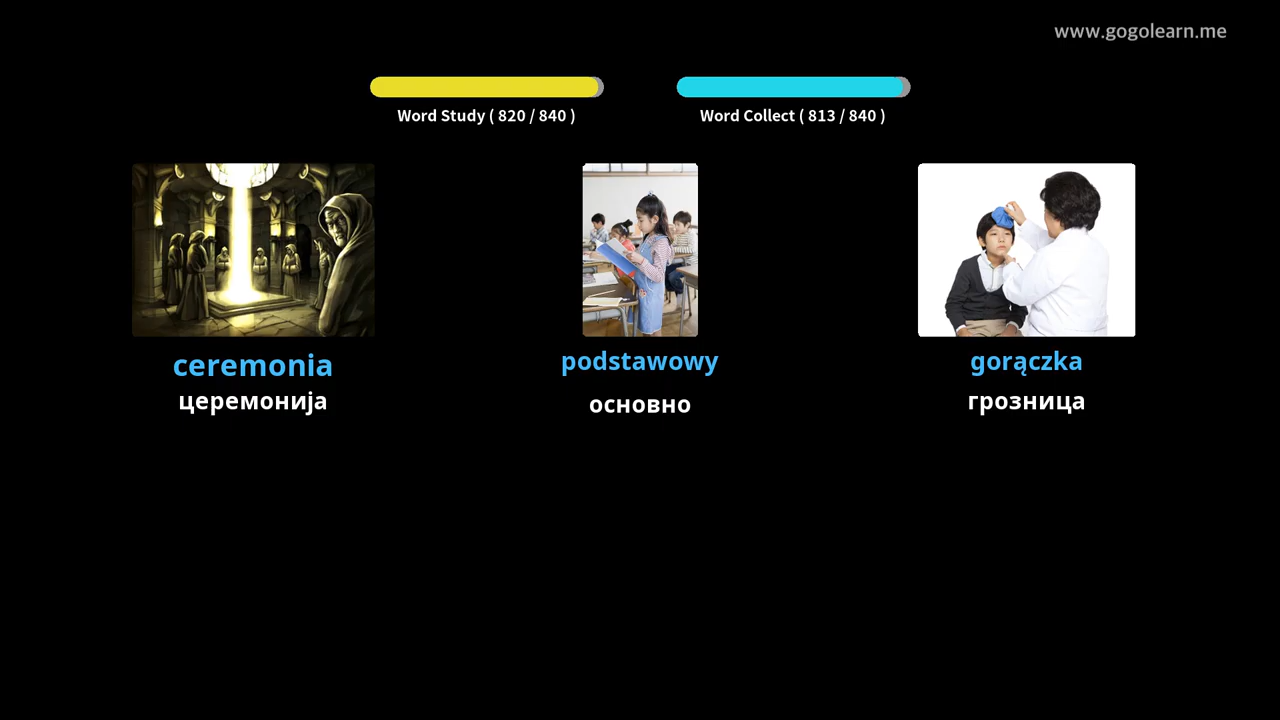 www.gogolearn.me
Word Study ( 820 / 840 )
Word Collect ( 813 / 840 )
ceremonia
церемонија
podstawowy
основно
gorączka
грозница